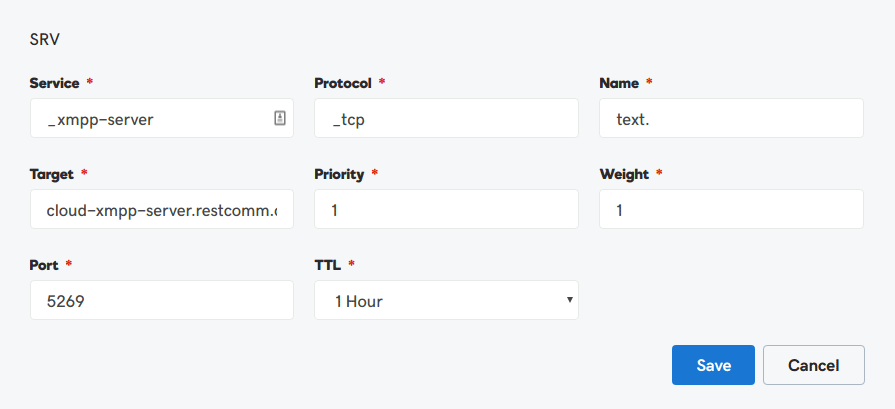 SRV
Service * Protocol * Name *
_xmpp-server _tcp text.
Target * Priority * Weight *
cloud-xmpp-server.restcomm. 1 1
Port * TTL *
5269 1 Hour
Save Cancel